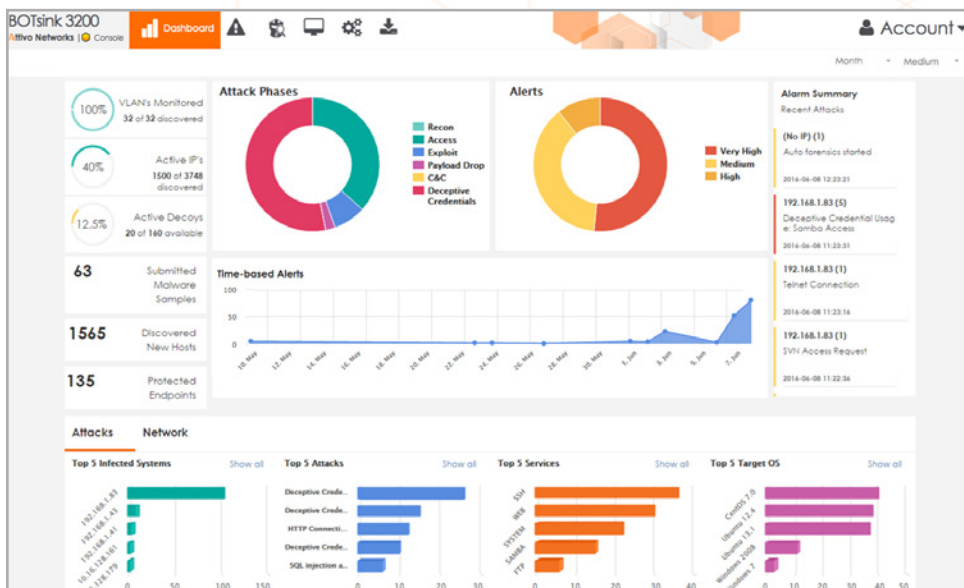 BOTsink 3200
Attivo Networks | Console
Dashboard
Account
Month
Medium
100%
VLAN's Monitored
32 of 32 discovered
40%
Active IP's
1500 of 3748
discovered
12.5%
Active Decoys
20 of 160 available
63
Submitted
Malware
Samples
1565
Discovered
New Hosts
135
Protected
Endpoints
Attack Phases
Recon
Access
Exploit
Payload Drop
C&C
Deceptive
Credentials
Alerts
Very High
Medium
High
Alarm Summary
Recent Attacks
(No IP) (1)
Auto forensics started
2016-06-08 12:23:21
192.168.1.83 (5)
Deceptive Credential Usag
e: Samba Access
2016-06-08 11:23:31
192.168.1.83 (1)
Telnet Connection
2016-06-08 11:23:16
192.168.1.83 (1)
SVN Access Request
2016-06-08 11:22:36
Time-based Alerts
100
50
0
10. May
12. May
14. May
16. May
18. May
20. May
22. May
24. May
26. May
28. May
30. May
1. Jun
3. Jun
5. Jun
7. Jun
Attacks
Network
Top 5 Infected Systems
Show all
192.168.1.83
192.168.1.43
192.168.1.41
10.16.128.161
128.179
0 50 100 150
Top 5 Attacks
Show all
Deceptive Crede...
Deceptive Crede...
HTTP Connecti...
Deceptive Crede...
SQL injection a...
0 10 20 30
Top 5 Services
Show all
SSH
WEB
SYSTEM
SAMBA
FTP
0 10 20 30 40
Top 5 Target OS
Show all
CentOS 7.0
Ubuntu 12.4
Ubuntu 13.1
Windows 2008
Windows 7
0 10 20 30 40 50